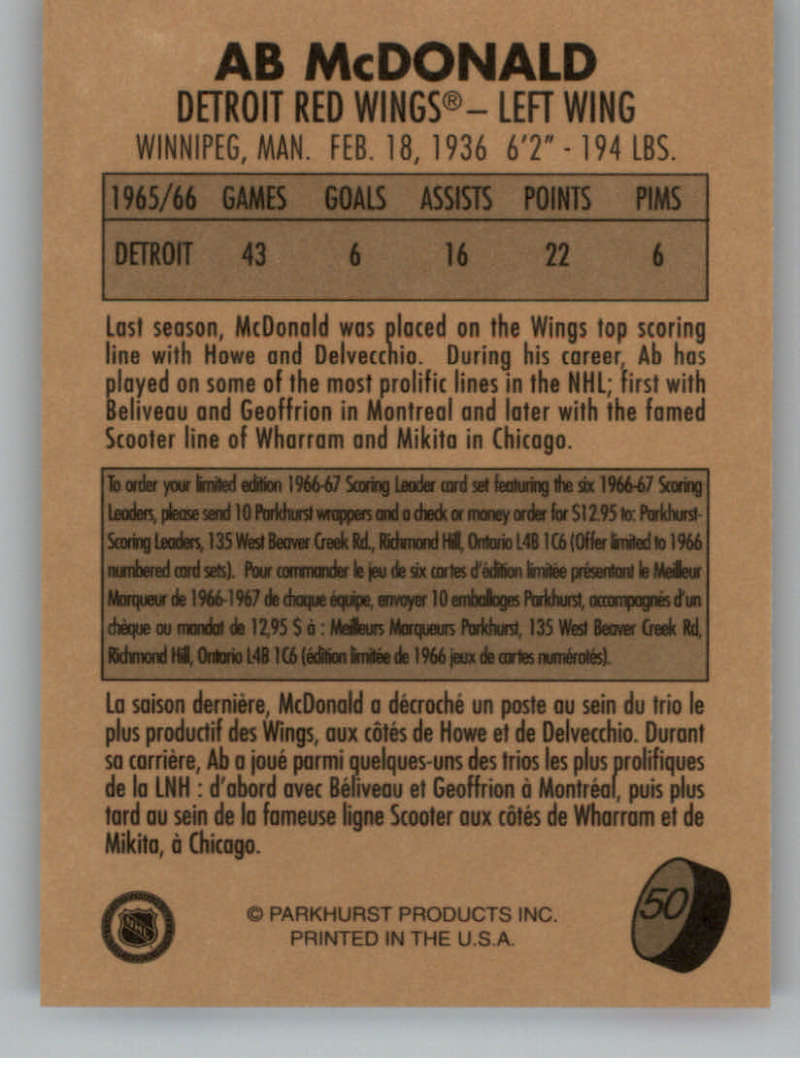 AB McDONALD
DETROIT RED WINGS® – LEFT WING
WINNIPEG, MAN. FEB. 18, 1936 6'2" - 194 LBS.
1965/66 GAMES GOALS ASSISTS POINTS PIMS
DETROIT 43 6 16 22 6
Last season, McDonald was placed on the Wings top scoring
line with Howe and Delvecchio. During his career, Ab has
played on some of the most prolific lines in the NHL; first with
Beliveau and Geoffrion in Montreal and later with the famed
Scooter line of Wharram and Mikita in Chicago.
To order your limited edition 1966-67 Scoring Leader card set featuring the six 1966-67 Scoring
Leaders, please send 10 Parkhurst wrappers and a check or money order for $12.95 to: Parkhurst-
Scoring Leaders, 135 West Beaver Creek Rd., Richmond Hill, Ontario L4B 1C6 (Offer limited to 1966
numbered card sets). Pour commander le jeu de six cartes d'édition limitée présentant le Meilleur
Marqueur de 1966-1967 de chaque équipe, envoyer 10 emballages Parkhurst, accompagnés d'un
chèque ou mandat de 12,95 $ à : Meilleurs Marqueurs Parkhurst, 135 West Beaver Creek Rd,
Richmond Hill, Ontario L4B 1C6 (édition limitée de 1966 jeux de cartes numérotés).
La saison dernière, McDonald a décroché un poste au sein du trio le
plus productif des Wings, aux côtés de Howe et de Delvecchio. Durant
sa carrière, Ab a joué parmi quelques-uns des trios les plus prolifiques
de la LNH : d'abord avec Béliveau et Geoffrion à Montréal, puis plus
tard au sein de la fameuse ligne Scooter aux côtés de Wharram et de
Mikita, à Chicago.
NHL
© PARKHURST PRODUCTS INC.
PRINTED IN THE U.S.A.
50